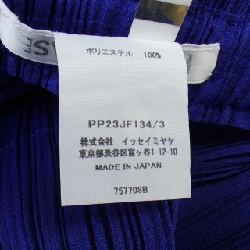 ポリエステル 100%
PP23JF134/3
株式会社 イッセイミヤケ
東京都渋谷区富ヶ谷1-12-10
MADE IN JAPAN
757708B